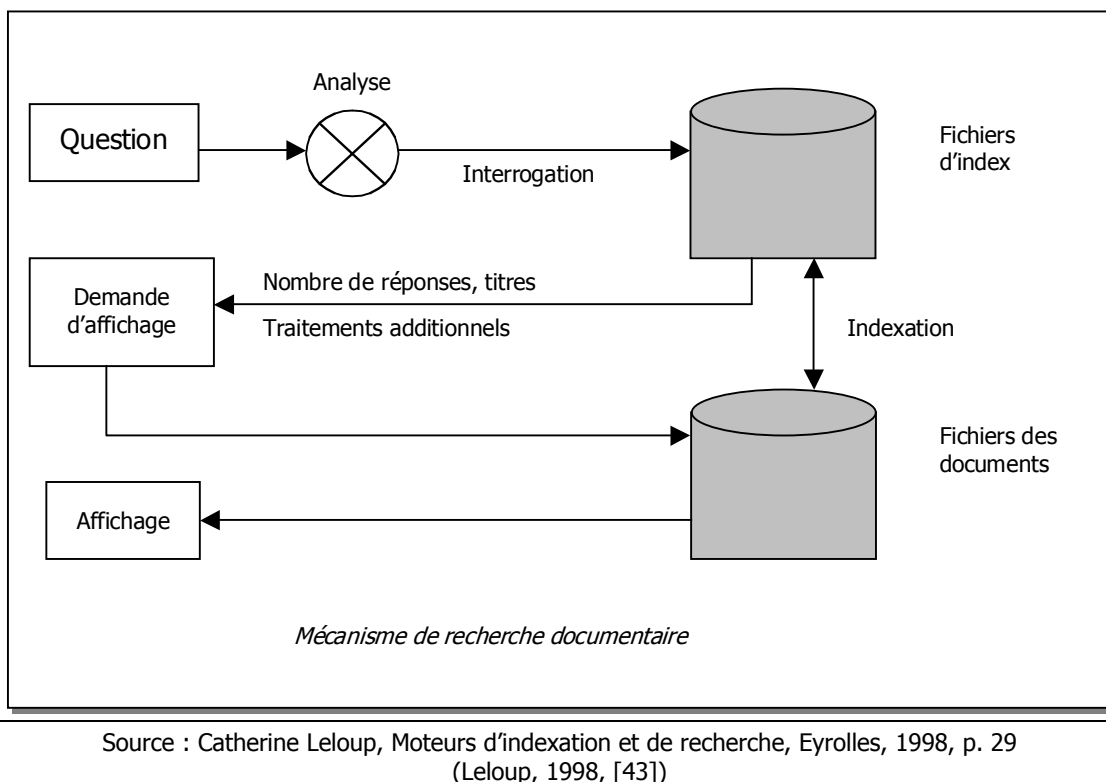 Analyse
Question
Interrogation
Fichiers
d’index
Nombre de réponses, titres
Demande
d’affichage
Traitements additionnels
Indexation
Fichiers des
documents
Affichage
Mécanisme de recherche documentaire
Source : Catherine Leloup, Moteurs d’indexation et de recherche, Eyrolles, 1998, p. 29
(Leloup, 1998, [43])